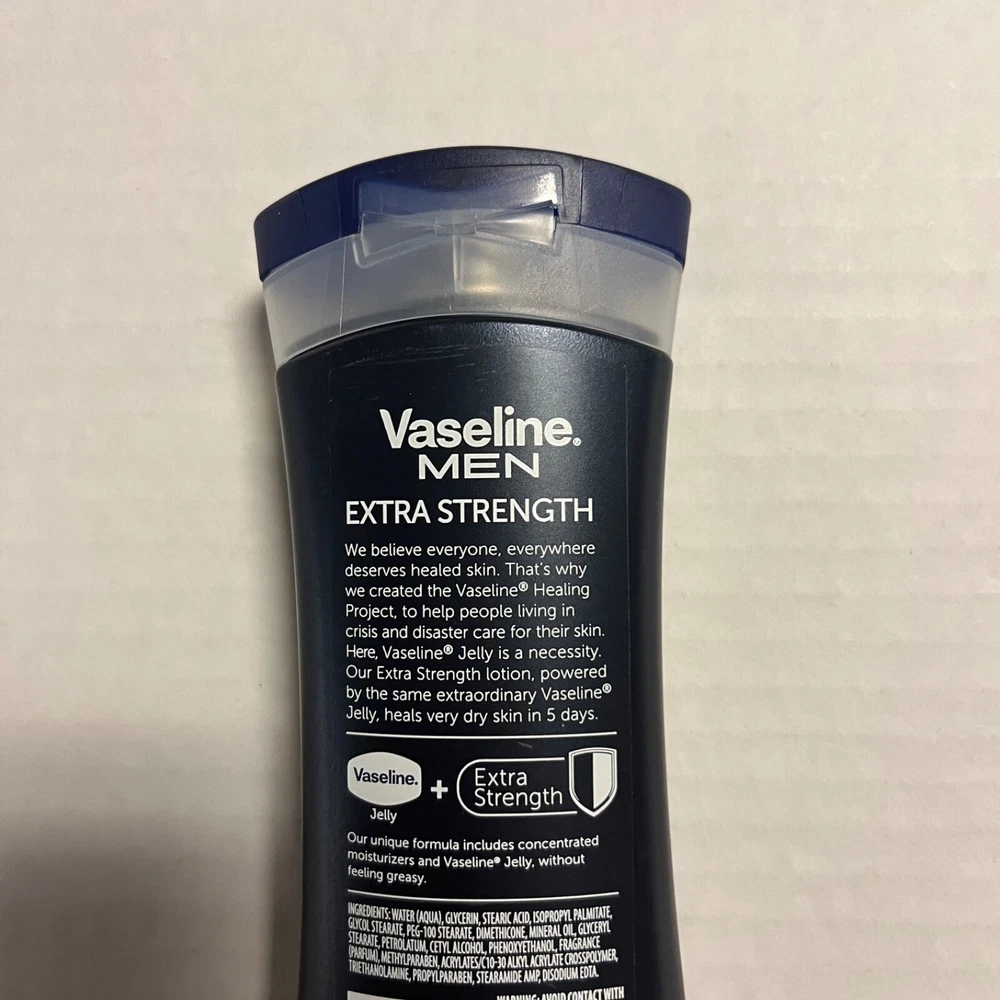 Vaseline®
MEN
EXTRA STRENGTH
We believe everyone, everywhere
deserves healed skin. That's why
we created the Vaseline® Healing
Project, to help people living in
crisis and disaster care for their skin.
Here, Vaseline® Jelly is a necessity.
Our Extra Strength lotion, powered
by the same extraordinary Vaseline®
Jelly, heals very dry skin in 5 days.
Vaseline.
Jelly
+
Extra
Strength
Our unique formula includes concentrated
moisturizers and Vaseline® Jelly, without
feeling greasy.
INGREDIENTS: WATER (AQUA), GLYCERIN, STEARIC ACID, ISOPROPYL PALMITATE,
GLYCOL STEARATE, PEG-100 STEARATE, DIMETHICONE, MINERAL OIL, GLYCERYL
STEARATE, PETROLATUM, CETYL ALCOHOL, PHENOXYETHANOL, FRAGRANCE
(PARFUM), METHYLPARABEN, ACRYLATES/C10-30 ALKYL ACRYLATE CROSSPOLYMER,
TRIETHANOLAMINE, PROPYLPARABEN, STEARAMIDE AMP, DISODIUM EDTA.
WARNING: AVOID CONTACT WITH